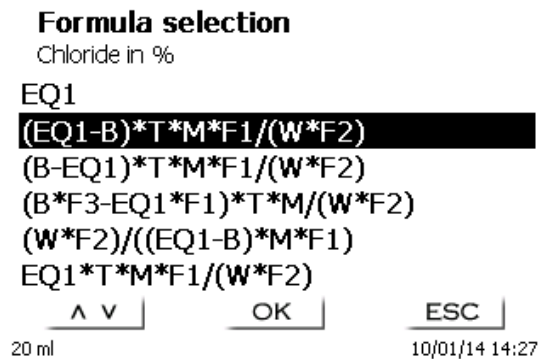 Formula selection
Chloride in %
EQ1
(EQ1-B)*T*M*F1/(W*F2)
(B-EQ1)*T*M*F1/(W*F2)
(B*F3-EQ1*F1)*T*M/(W*F2)
(W*F2)/((EQ1-B)*M*F1)
EQ1*T*M*F1/(W*F2)
∧ ∨ OK ESC
20 ml 10/01/14 14:27